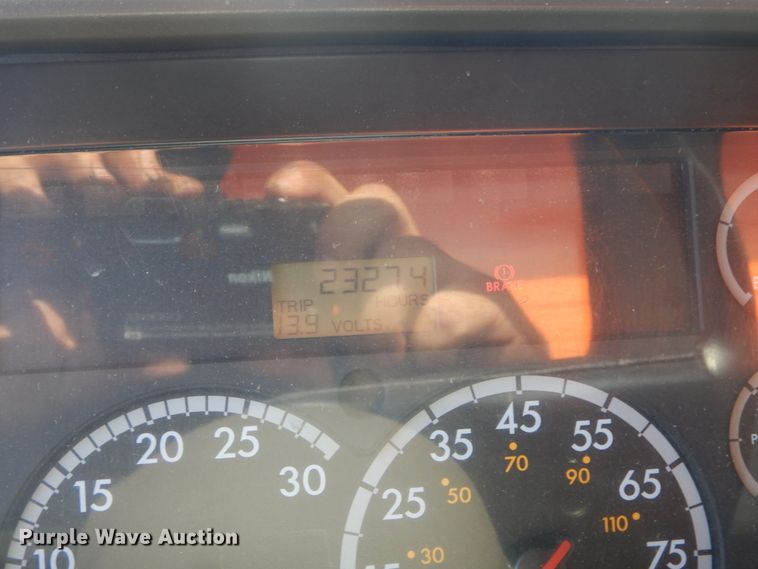 23274
TRIP HOURS
13.9 VOLTS
BRAKE
10 15 20 25 30
25 35 45 55 65 75
30 50 70 90 110
Purple Wave Auction®